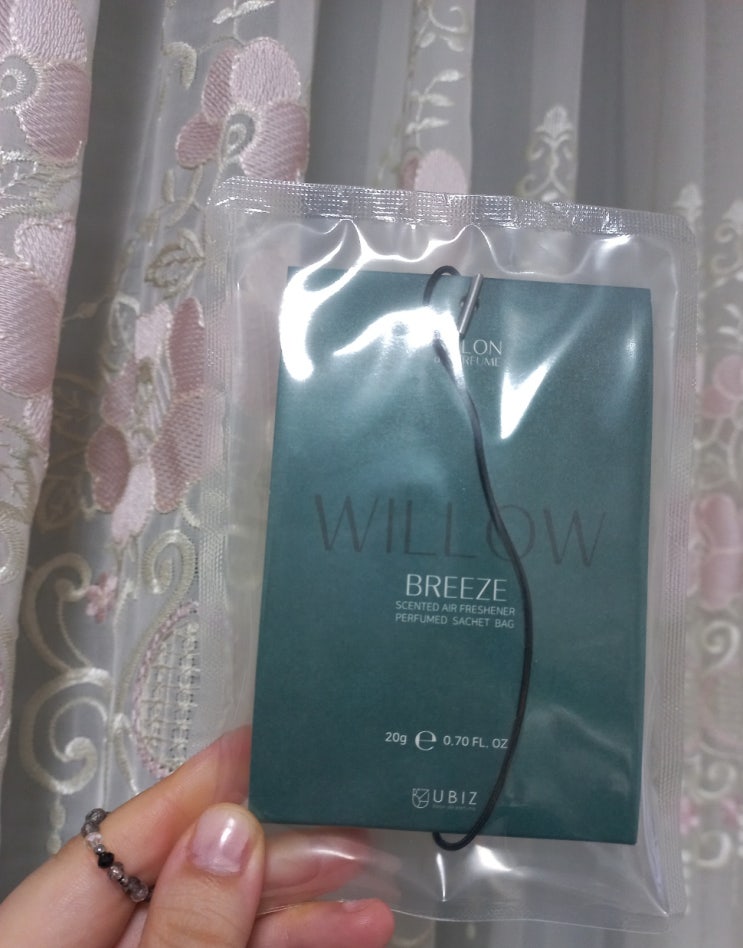 WILLOW
BREEZE
SCENTED AIR FRESHENER
PERFUMED SACHET BAG
20g ℮ 0.70 FL. OZ
UBIZ